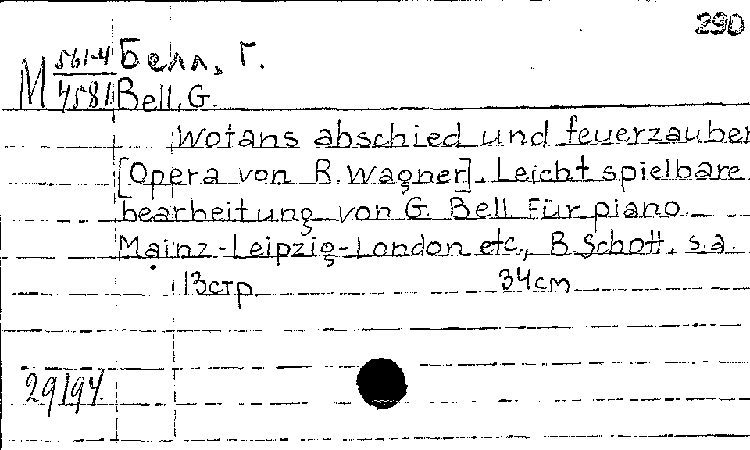 290
М 561-4 Белл, Г.
4581 Bell, G.
Wotans abschied und feuerzauber
[Opera von R. Wagner]. Leicht spielbare
bearbeitung von G. Bell Für piano
Mainz-Leipzig-London etc., B. Schott, s.a.
13стр 34cm
29194